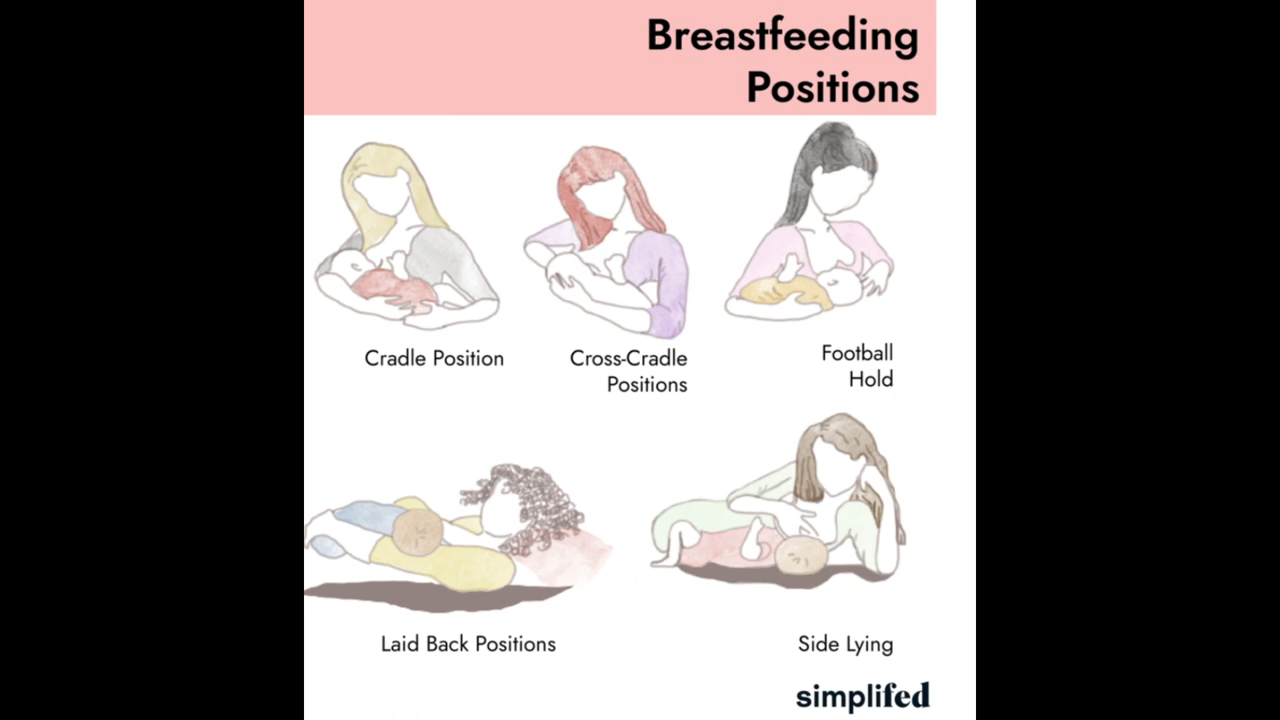 Breastfeeding
Positions
Cradle Position
Cross-Cradle
Positions
Football
Hold
Laid Back Positions
Side Lying
simplifed